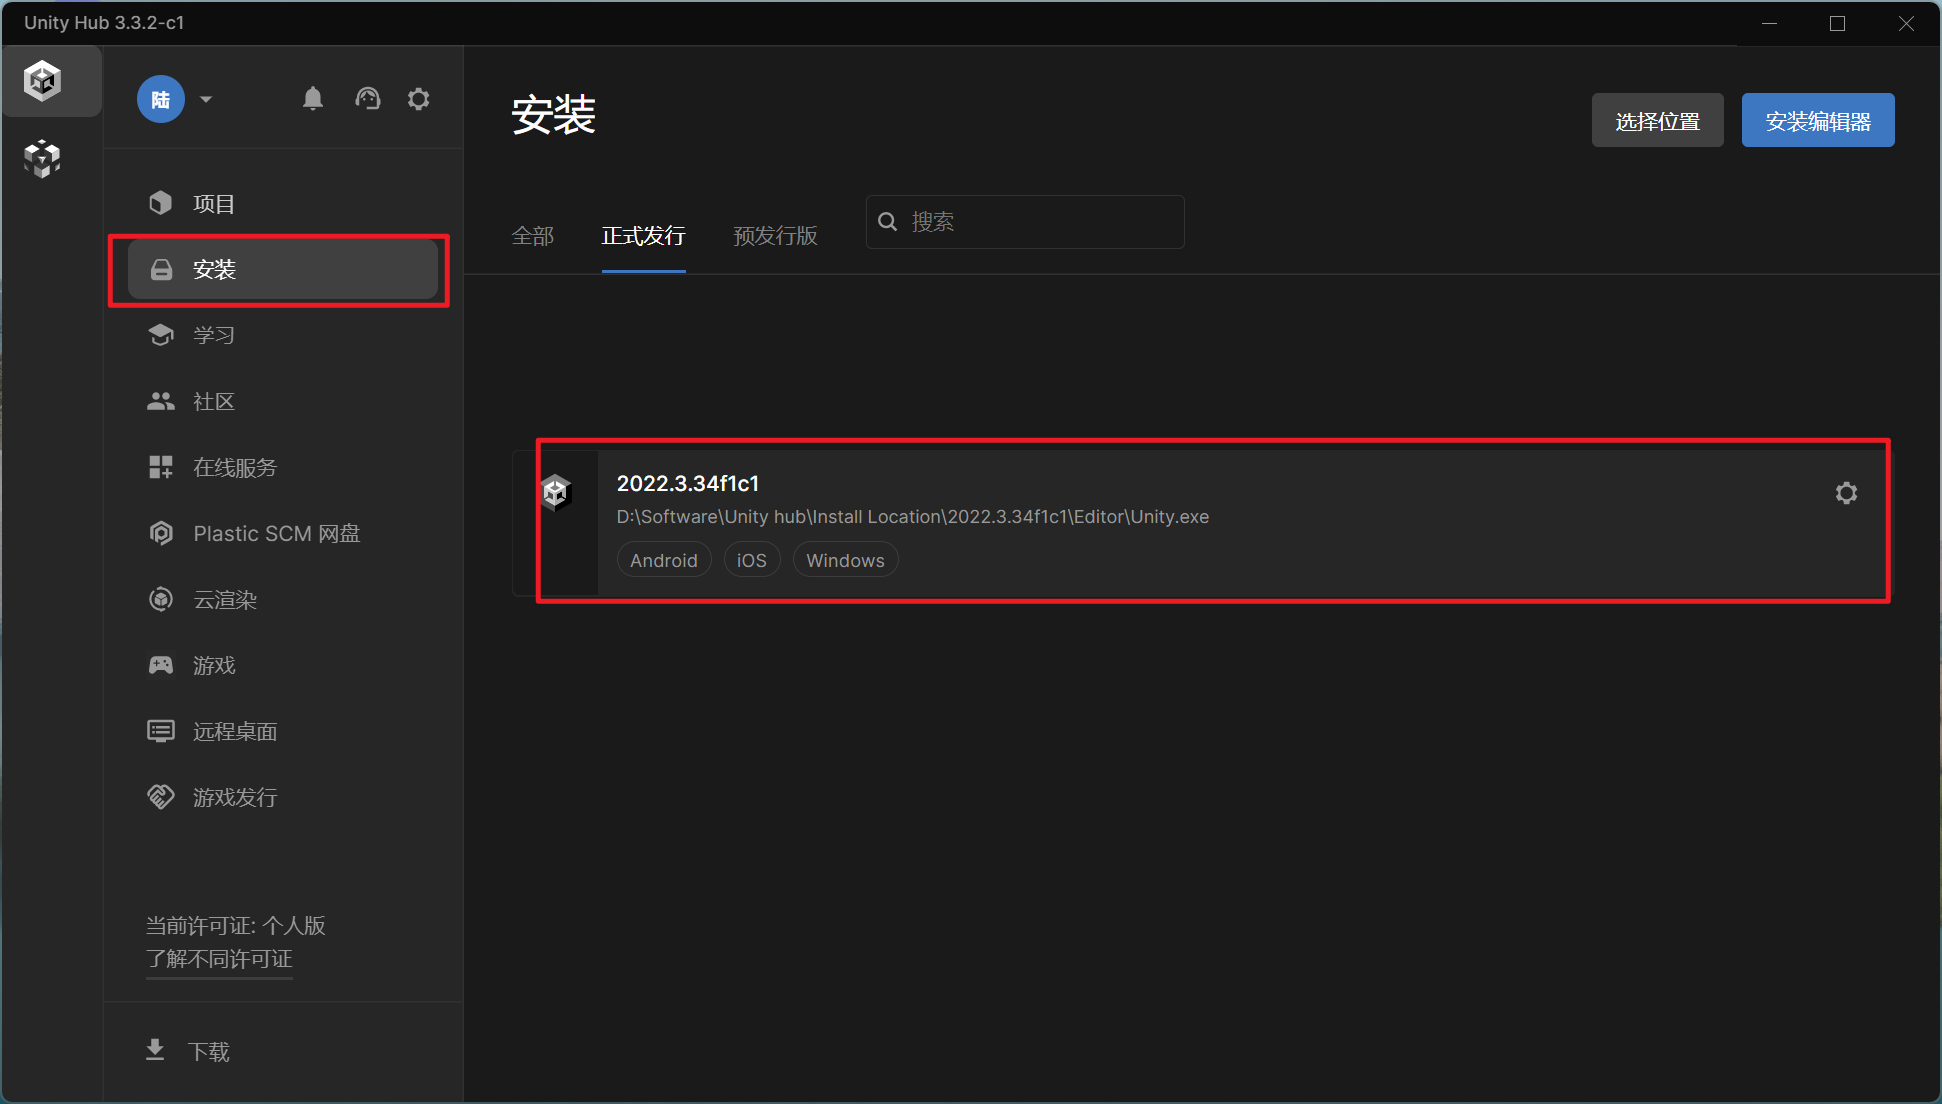 Unity Hub 3.3.2-c1
陆
项目
安装
学习
社区
在线服务
Plastic SCM 网盘
云渲染
游戏
远程桌面
游戏发行
当前许可证: 个人版
了解不同许可证
下载
安装
选择位置
安装编辑器
全部
正式发行
预发行版
搜索
2022.3.34f1c1
D:\Software\Unity hub\Install Location\2022.3.34f1c1\Editor\Unity.exe
Android
iOS
Windows